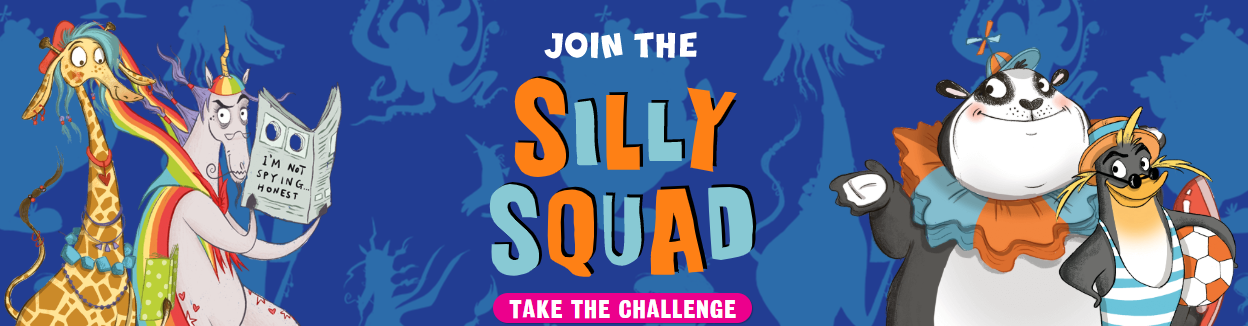 JOIN THE
SILLY
SQUAD
TAKE THE CHALLENGE
I'M NOT
SPYING...
HONEST